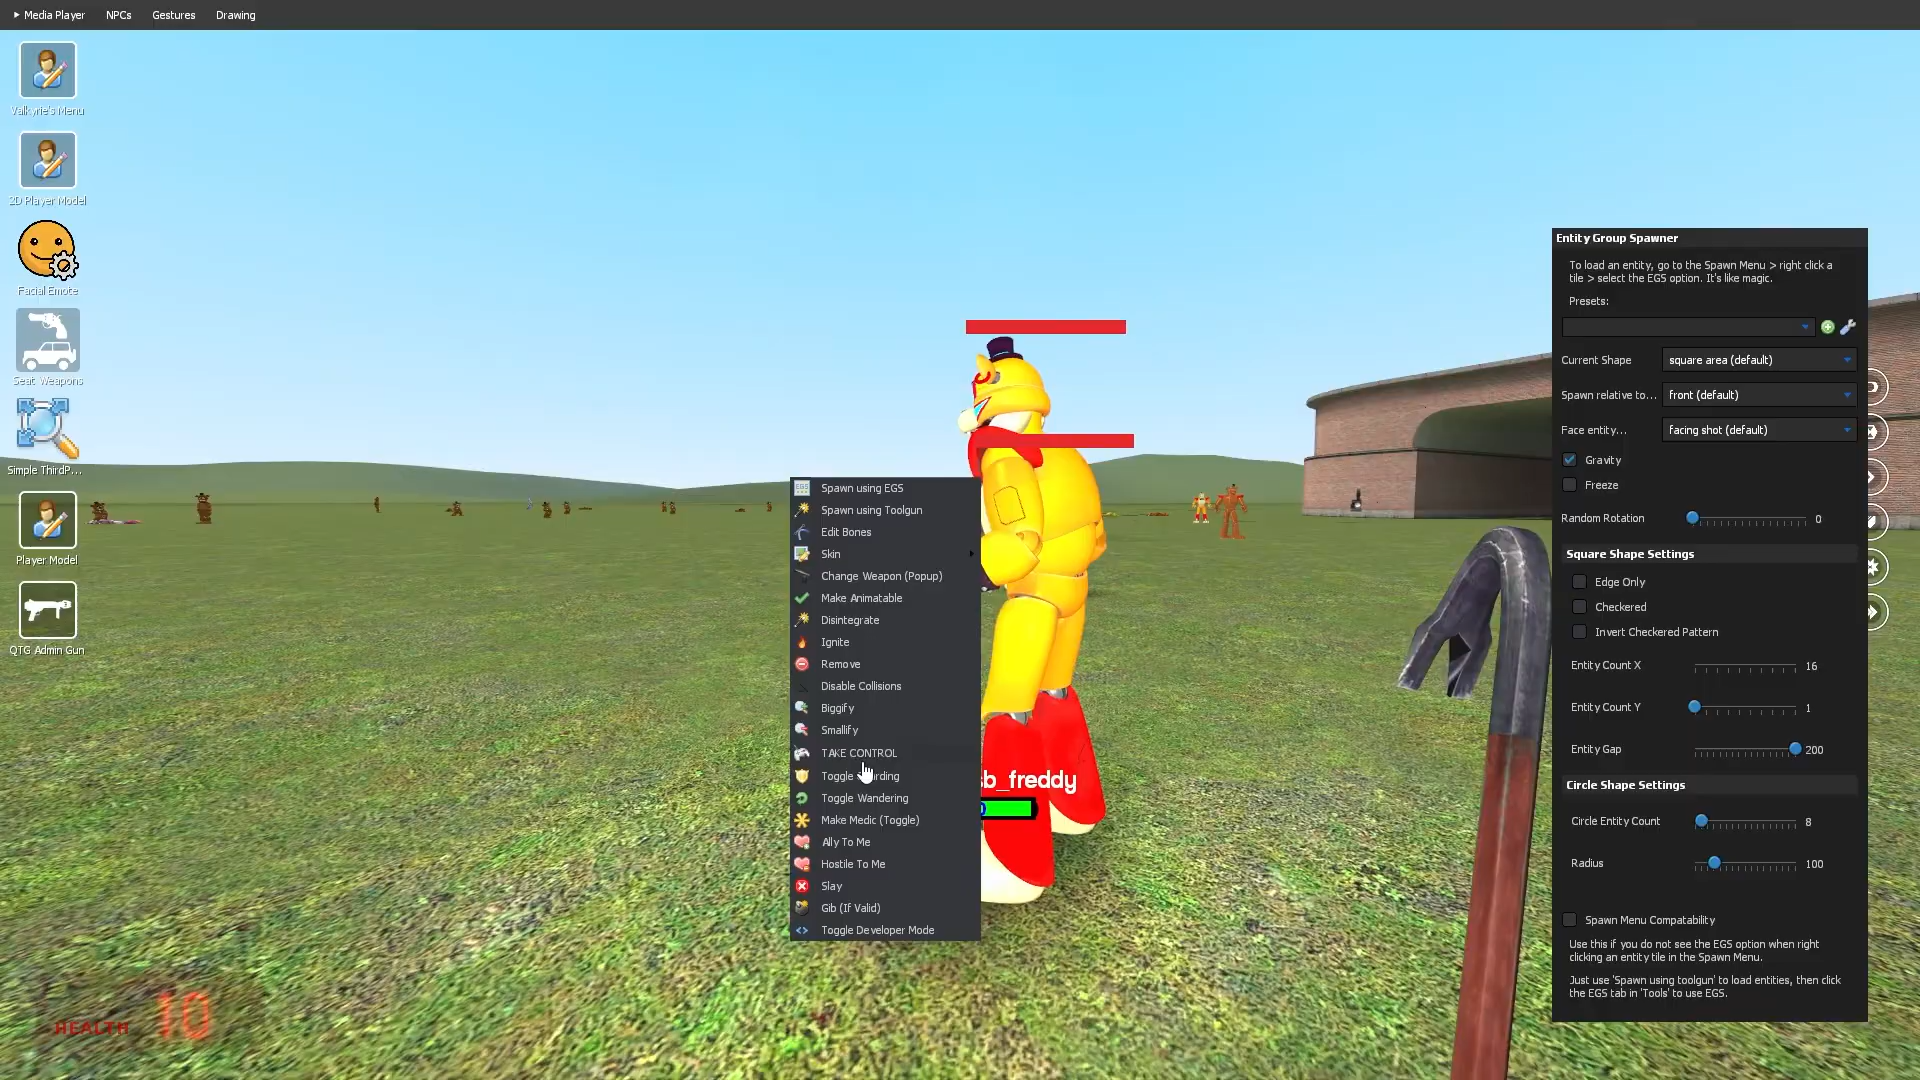 Media Player
NPCs
Gestures
Drawing
Valkyrie's Menu
2D Player Model
Facial Emote
Seat Weapons
Simple ThirdP...
Player Model
QTG Admin Gun
Spawn using EGS
Spawn using Toolgun
Edit Bones
Skin
Change Weapon (Popup)
Make Animatable
Disintegrate
Ignite
Remove
Disable Collisions
Biggify
Smallify
TAKE CONTROL
Toggle
Toggle Wandering
Make Medic (Toggle)
Ally To Me
Hostile To Me
Slay
Gib (If Valid)
Toggle Developer Mode
sb_freddy
HEALTH 10
Entity Group Spawner
To load an entity, go to the Spawn Menu > right click a
tile > select the EGS option. It's like magic.
Presets:
Current Shape square area (default)
Spawn relative to... front (default)
Face entity... facing shot (default)
Gravity
Freeze
Random Rotation 0
Square Shape Settings
Edge Only
Checkered
Invert Checkered Pattern
Entity Count X 16
Entity Count Y 1
Entity Gap 200
Circle Shape Settings
Circle Entity Count 8
Radius 100
Spawn Menu Compatability
Use this if you do not see the EGS option when right
clicking an entity tile in the Spawn Menu.
Just use 'Spawn using toolgun' to load entities, then click
the EGS tab in 'Tools' to use EGS.